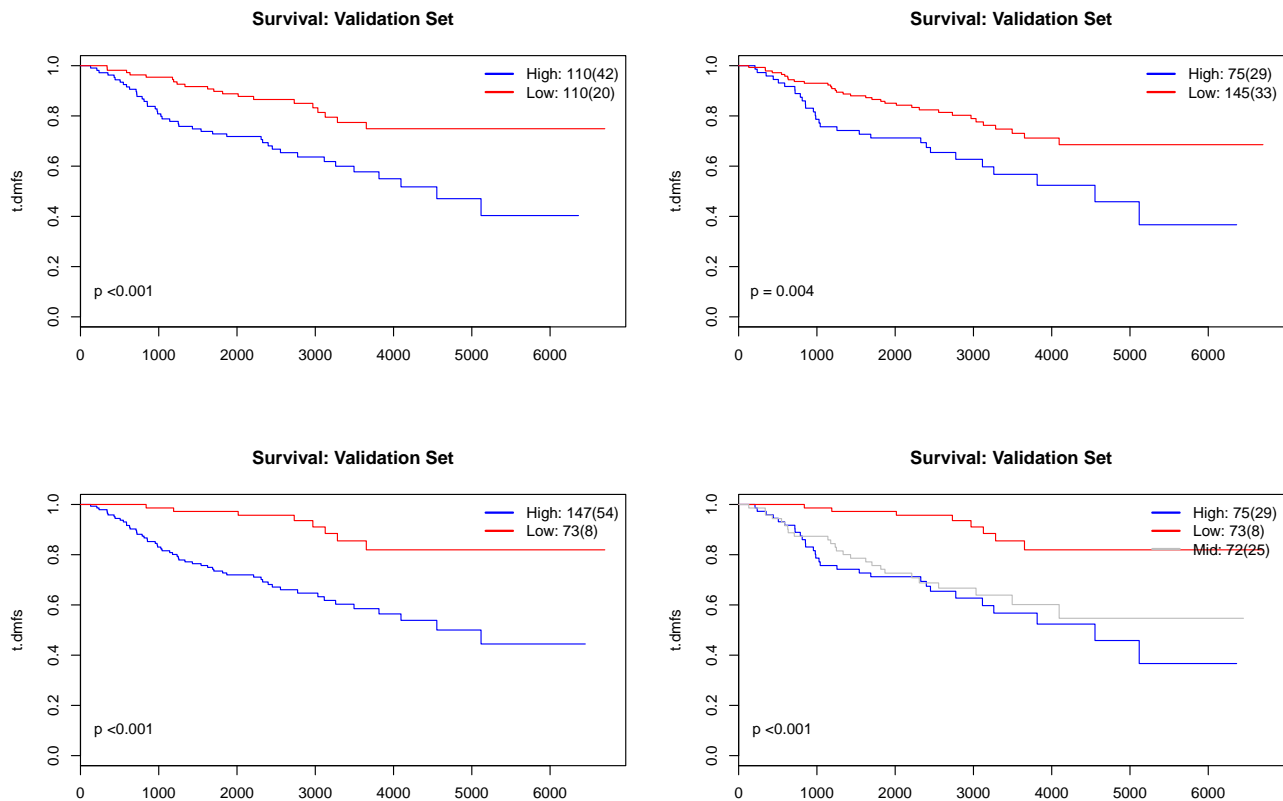 Survival: Validation Set
t.dmfs
1.0
0.8
0.6
0.4
0.2
0.0
High: 110(42)
Low: 110(20)
p <0.001
0 1000 2000 3000 4000 5000 6000
Survival: Validation Set
t.dmfs
1.0
0.8
0.6
0.4
0.2
0.0
High: 75(29)
Low: 145(33)
p = 0.004
0 1000 2000 3000 4000 5000 6000
Survival: Validation Set
t.dmfs
1.0
0.8
0.6
0.4
0.2
0.0
High: 147(54)
Low: 73(8)
p <0.001
0 1000 2000 3000 4000 5000 6000
Survival: Validation Set
t.dmfs
1.0
0.8
0.6
0.4
0.2
0.0
High: 75(29)
Low: 73(8)
Mid: 72(25)
p <0.001
0 1000 2000 3000 4000 5000 6000